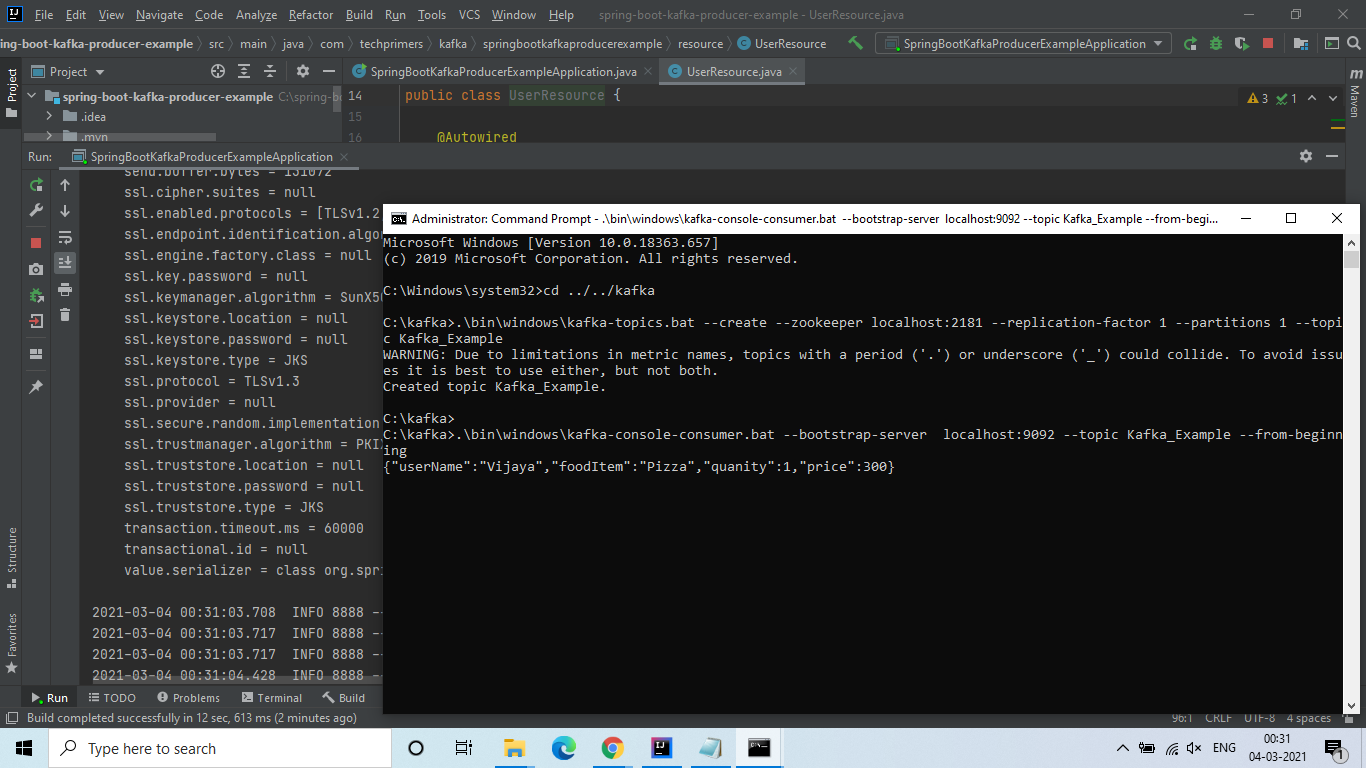 File Edit View Navigate Code Analyze Refactor Build Run Tools VCS Window Help spring-boot-kafka-producer-example - UserResource.java
ing-boot-kafka-producer-example src main java com techprimers kafka springbootkafkaproducerexample resource UserResource SpringBootKafkaProducerExampleApplication
Project Project SpringBootKafkaProducerExampleApplication.java UserResource.java Maven
spring-boot-kafka-producer-example C:\spring-bo 14 public class UserResource { 3 1
.idea 15
.mvn 16 @Autowired
Run: SpringBootKafkaProducerExampleApplication
send.buffer.bytes = 131072
ssl.cipher.suites = null
ssl.enabled.protocols = [TLSv1.2
ssl.endpoint.identification.algo
ssl.engine.factory.class = null
ssl.key.password = null
ssl.keymanager.algorithm = SunX50
ssl.keystore.location = null
ssl.keystore.password = null
ssl.keystore.type = JKS
ssl.protocol = TLSv1.3
ssl.provider = null
ssl.secure.random.implementation
ssl.trustmanager.algorithm = PKIX
ssl.truststore.location = null
ssl.truststore.password = null
ssl.truststore.type = JKS
transaction.timeout.ms = 60000
transactional.id = null
value.serializer = class org.spri
2021-03-04 00:31:03.708 INFO 8888 --
2021-03-04 00:31:03.717 INFO 8888 --
2021-03-04 00:31:03.717 INFO 8888 --
2021-03-04 00:31:04.428 INFO 8888 --
Administrator: Command Prompt - .\bin\windows\kafka-console-consumer.bat --bootstrap-server localhost:9092 --topic Kafka_Example --from-begi...
Microsoft Windows [Version 10.0.18363.657]
(c) 2019 Microsoft Corporation. All rights reserved.
C:\Windows\system32>cd ../../kafka
C:\kafka>.\bin\windows\kafka-topics.bat --create --zookeeper localhost:2181 --replication-factor 1 --partitions 1 --topi
c Kafka_Example
WARNING: Due to limitations in metric names, topics with a period ('.') or underscore ('_') could collide. To avoid issu
es it is best to use either, but not both.
Created topic Kafka_Example.
C:\kafka>
C:\kafka>.\bin\windows\kafka-console-consumer.bat --bootstrap-server  localhost:9092 --topic Kafka_Example --from-beginn
ing
{"userName":"Vijaya","foodItem":"Pizza","quanity":1,"price":300}
Structure
Favorites
Run TODO Problems Terminal Build
Build completed successfully in 12 sec, 613 ms (2 minutes ago) 96:1 CRLF UTF-8 4 spaces
Type here to search ENG 00:31
04-03-2021 1